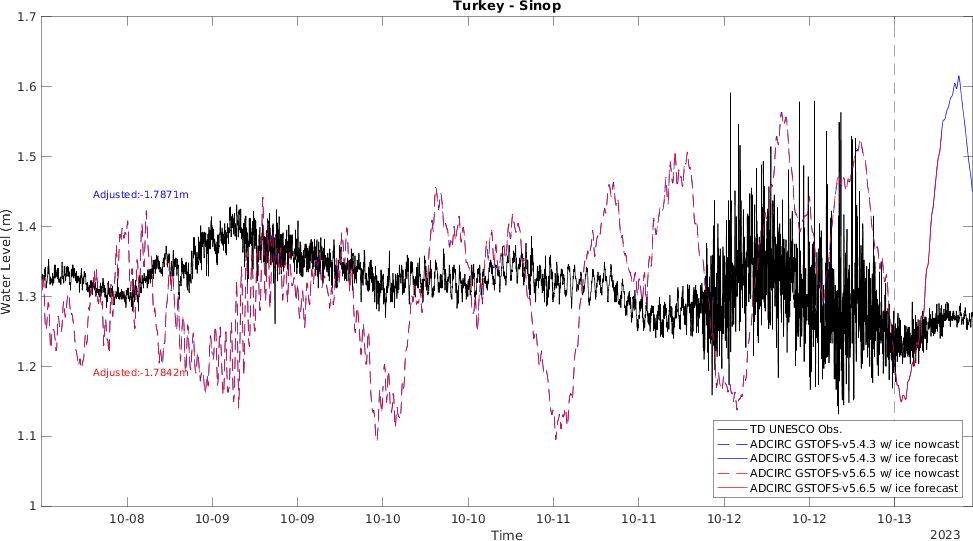 Turkey - Sinop
1.7
1.6
1.5
1.4
1.3
1.2
1.1
1
Water Level (m)
Adjusted:-1.7871m
Adjusted:-1.7842m
TD UNESCO Obs.
ADCIRC GSTOFS-v5.4.3 w/ ice nowcast
ADCIRC GSTOFS-v5.4.3 w/ ice forecast
ADCIRC GSTOFS-v5.6.5 w/ ice nowcast
ADCIRC GSTOFS-v5.6.5 w/ ice forecast
10-08 10-09 10-09 10-10 10-10 10-11 10-11 10-12 10-12 10-13
Time
2023